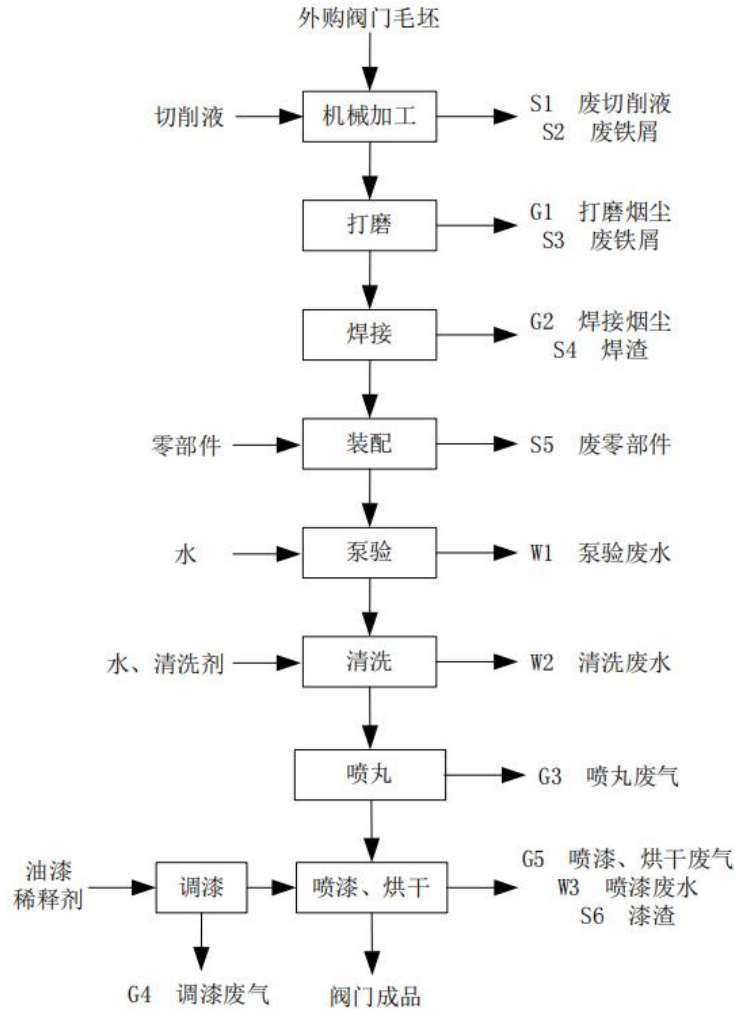 外购阀门毛坯
切削液
机械加工
S1 废切削液
S2 废铁屑
打磨
G1 打磨烟尘
S3 废铁屑
焊接
G2 焊接烟尘
S4 焊渣
零部件
装配
S5 废零部件
水
泵验
W1 泵验废水
水、清洗剂
清洗
W2 清洗废水
喷丸
G3 喷丸废气
油漆
稀释剂
调漆
喷漆、烘干
G5 喷漆、烘干废气
W3 喷漆废水
S6 漆渣
G4 调漆废气
阀门成品